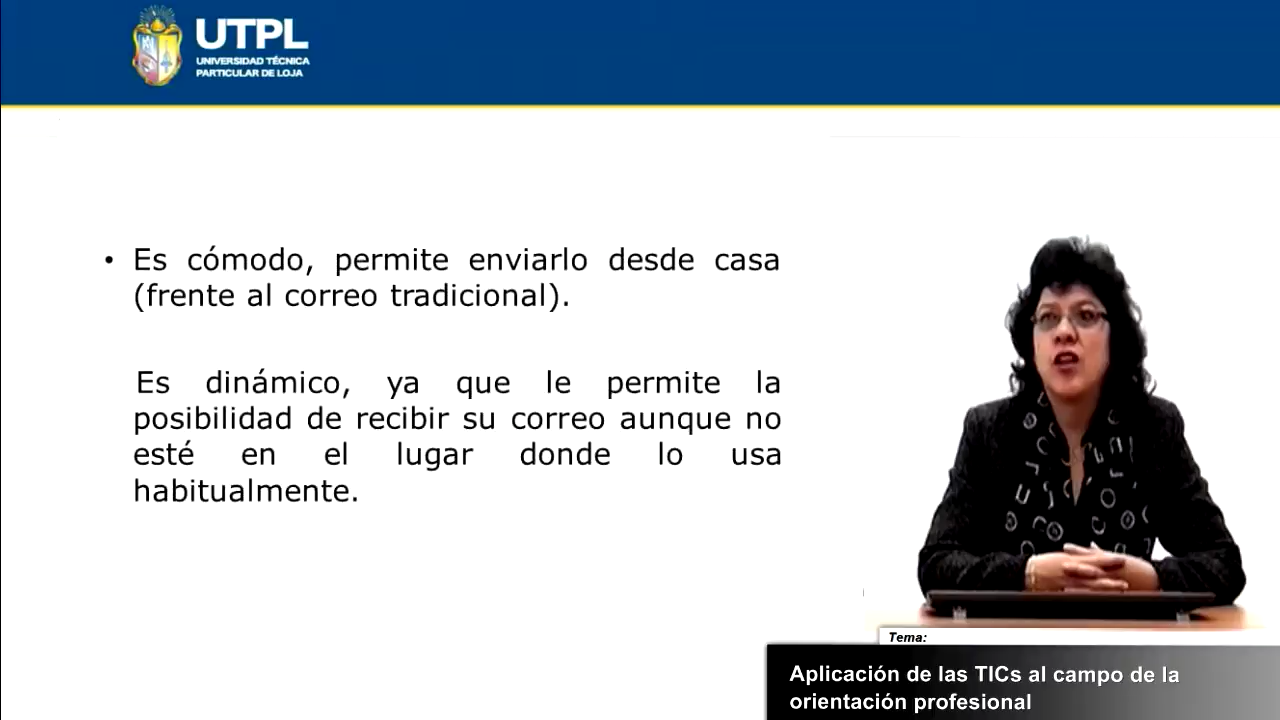 UTPL
UNIVERSIDAD TÉCNICA
PARTICULAR DE LOJA
• Es cómodo, permite enviarlo desde casa
(frente al correo tradicional).
Es dinámico, ya que le permite la
posibilidad de recibir su correo aunque no
esté en el lugar donde lo usa
habitualmente.
Tema:
Aplicación de las TICs al campo de la
orientación profesional